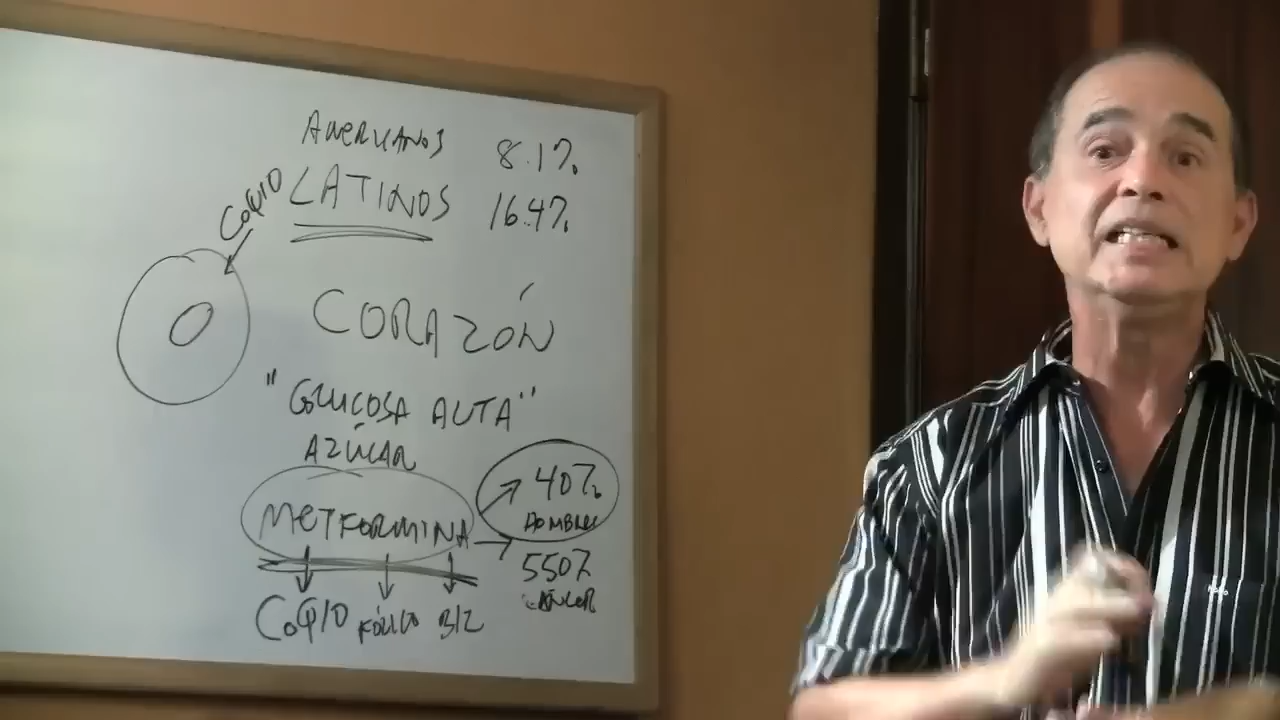 AMERICANOS 8.1%
LATINOS 16.4%
CoQ10
CORAZÓN
"GLUCOSA ALTA"
AZÚCAR
METFORMINA → 40%
HOMBRES
→ 550%
CÁNCER
CoQ10 FÓLICO B12